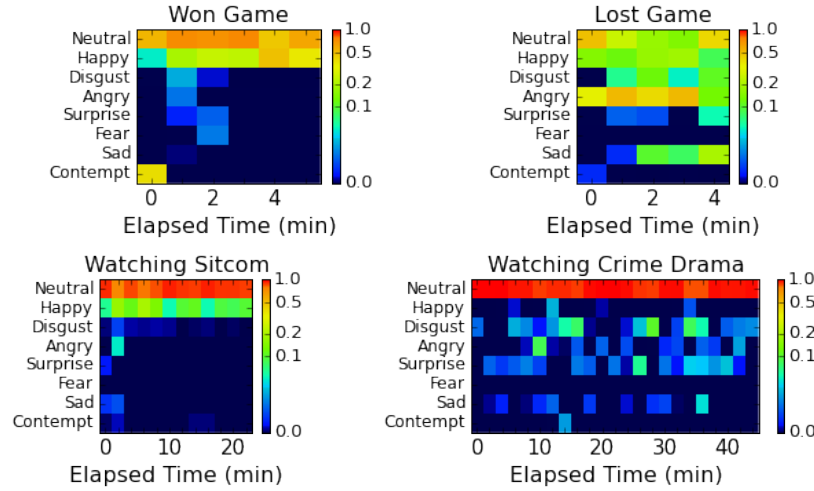 Won Game
Neutral
Happy
Disgust
Angry
Surprise
Fear
Sad
Contempt
1.0
0.5
0.2
0.1
0.0
0 2 4
Elapsed Time (min)
Lost Game
Neutral
Happy
Disgust
Angry
Surprise
Fear
Sad
Contempt
1.0
0.5
0.2
0.1
0.0
0 2 4
Elapsed Time (min)
Watching Sitcom
Neutral
Happy
Disgust
Angry
Surprise
Fear
Sad
Contempt
1.0
0.5
0.2
0.1
0.0
0 10 20
Elapsed Time (min)
Watching Crime Drama
Neutral
Happy
Disgust
Angry
Surprise
Fear
Sad
Contempt
1.0
0.5
0.2
0.1
0.0
0 10 20 30 40
Elapsed Time (min)